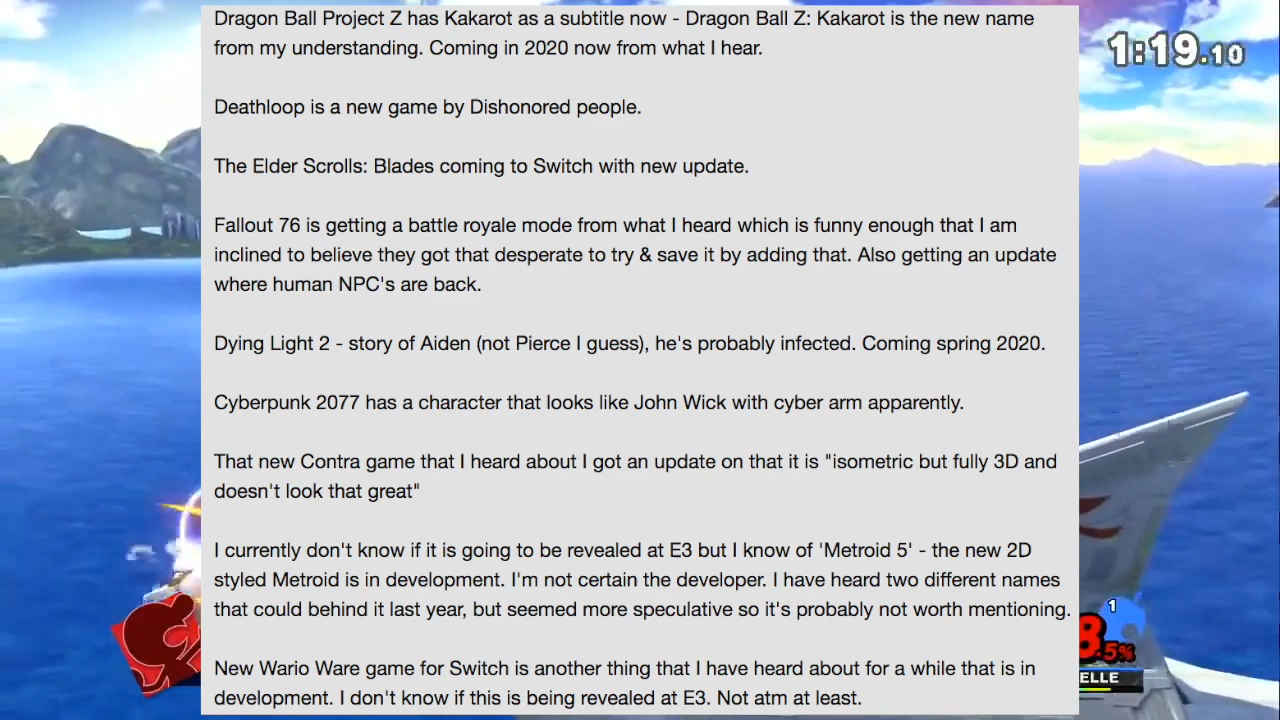 Dragon Ball Project Z has Kakarot as a subtitle now - Dragon Ball Z: Kakarot is the new name
from my understanding. Coming in 2020 now from what I hear.
1:19.10
Deathloop is a new game by Dishonored people.
The Elder Scrolls: Blades coming to Switch with new update.
Fallout 76 is getting a battle royale mode from what I heard which is funny enough that I am
inclined to believe they got that desperate to try & save it by adding that. Also getting an update
where human NPC's are back.
Dying Light 2 - story of Aiden (not Pierce I guess), he's probably infected. Coming spring 2020.
Cyberpunk 2077 has a character that looks like John Wick with cyber arm apparently.
That new Contra game that I heard about I got an update on that it is "isometric but fully 3D and
doesn't look that great"
I currently don't know if it is going to be revealed at E3 but I know of 'Metroid 5' - the new 2D
styled Metroid is in development. I'm not certain the developer. I have heard two different names
that could behind it last year, but seemed more speculative so it's probably not worth mentioning.
1
8.5%
ELLE
New Wario Ware game for Switch is another thing that I have heard about for a while that is in
development. I don't know if this is being revealed at E3. Not atm at least.